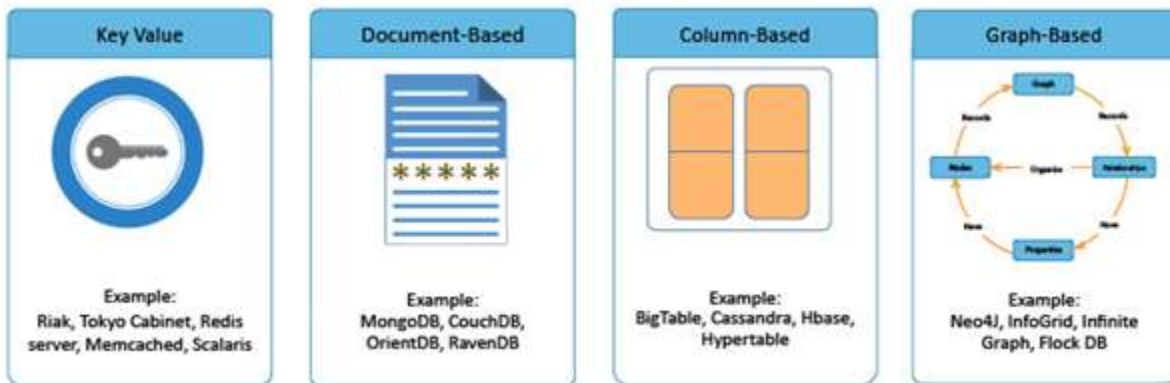 Key Value
Example:
Riak, Tokyo Cabinet, Redis
server, Memcached, Scalaris
Document-Based
*****
Example:
MongoDB, CouchDB,
OrientDB, RavenDB
Column-Based
Example:
BigTable, Cassandra, Hbase,
Hypertable
Graph-Based
Graph
Records
Records
Nodes
Organize
Relationships
Have
Have
Properties
Example:
Neo4J, InfoGrid, Infinite
Graph, Flock DB